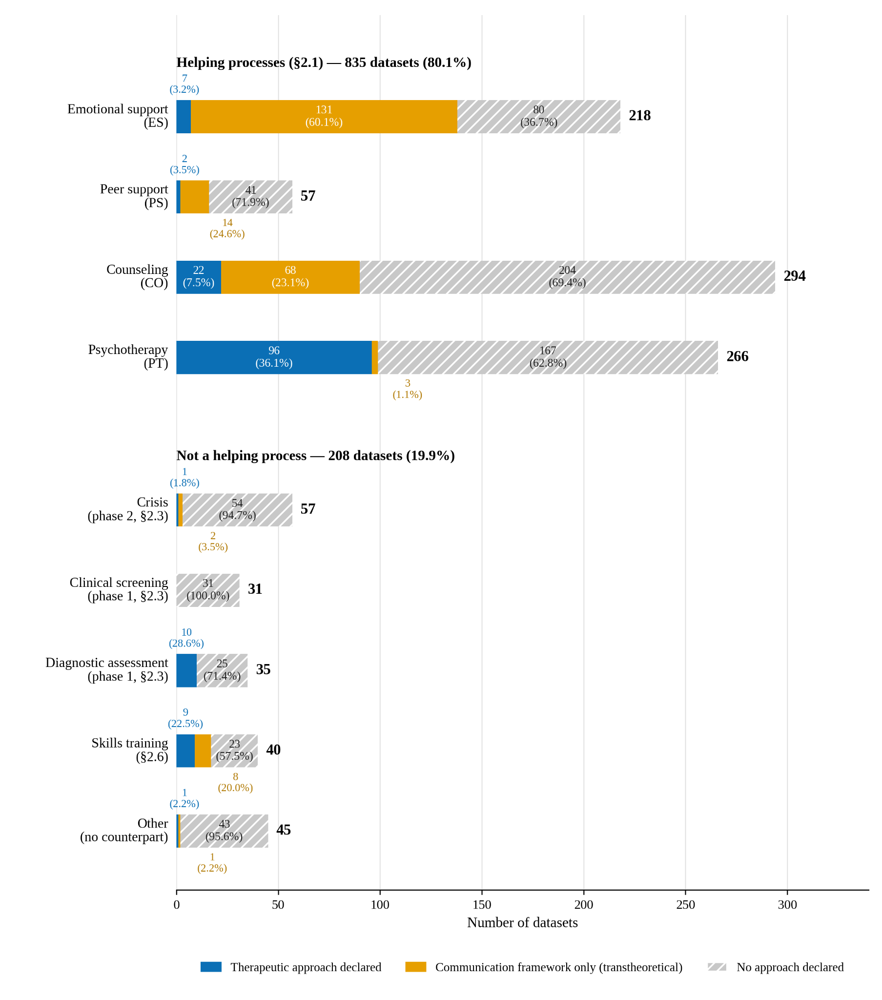 Helping processes (§2.1) — 835 datasets (80.1%)
7
(3.2%)
Emotional support
(ES)
131
(60.1%)
80
(36.7%)
218
2
(3.5%)
Peer support
(PS)
41
(71.9%)
57
14
(24.6%)
Counseling
(CO)
22
(7.5%)
68
(23.1%)
204
(69.4%)
294
Psychotherapy
(PT)
96
(36.1%)
167
(62.8%)
266
3
(1.1%)
Not a helping process — 208 datasets (19.9%)
1
(1.8%)
Crisis
(phase 2, §2.3)
54
(94.7%)
57
2
(3.5%)
Clinical screening
(phase 1, §2.3)
31
(100.0%)
31
10
(28.6%)
Diagnostic assessment
(phase 1, §2.3)
25
(71.4%)
35
9
(22.5%)
Skills training
(§2.6)
23
(57.5%)
40
8
(20.0%)
1
(2.2%)
Other
(no counterpart)
43
(95.6%)
45
1
(2.2%)
0 50 100 150 200 250 300
Number of datasets
Therapeutic approach declared
Communication framework only (transtheoretical)
No approach declared